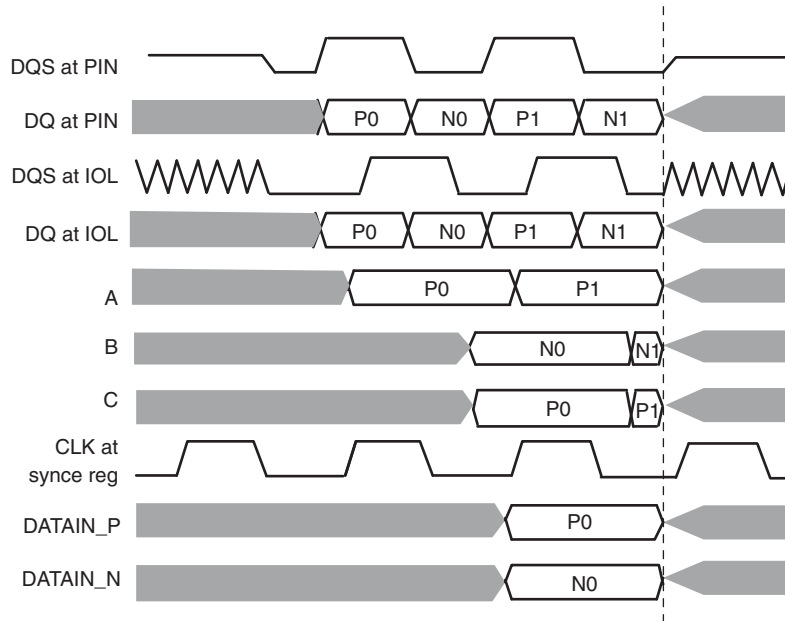 DQS at PIN
DQ at PIN P0 N0 P1 N1
DQS at IOL
DQ at IOL P0 N0 P1 N1
A P0 P1
B N0 N1
C P0 P1
CLK at
synce reg
DATAIN_P P0
DATAIN_N N0